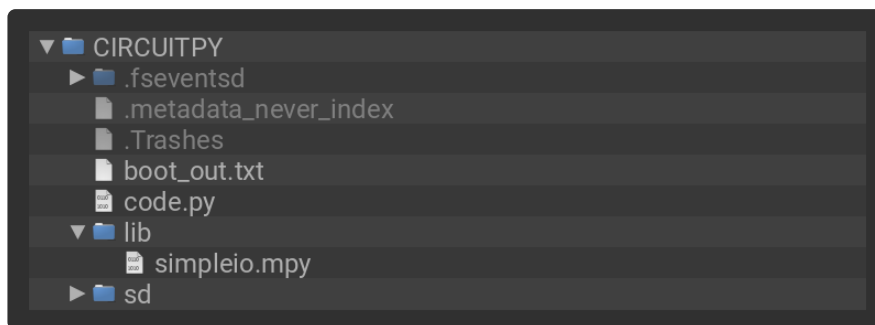 CIRCUITPY
.fseventsd
.metadata_never_index
.Trashes
boot_out.txt
code.py
lib
simpleio.mpy
sd